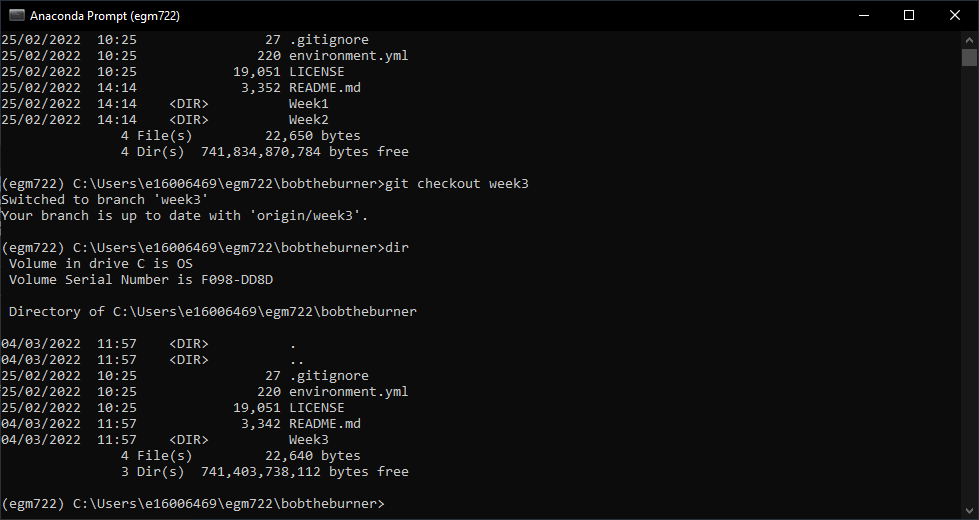 Anaconda Prompt (egm722)
25/02/2022  10:25                27 .gitignore
25/02/2022  10:25               220 environment.yml
25/02/2022  10:25            19,051 LICENSE
25/02/2022  14:14             3,352 README.md
25/02/2022  14:14    <DIR>          Week1
25/02/2022  14:14    <DIR>          Week2
               4 File(s)         22,650 bytes
               4 Dir(s)  741,834,870,784 bytes free
(egm722) C:\Users\e16006469\egm722\bobtheburner>git checkout week3
Switched to branch 'week3'
Your branch is up to date with 'origin/week3'.
(egm722) C:\Users\e16006469\egm722\bobtheburner>dir
 Volume in drive C is OS
 Volume Serial Number is F098-DD8D
 Directory of C:\Users\e16006469\egm722\bobtheburner
04/03/2022  11:57    <DIR>          .
04/03/2022  11:57    <DIR>          ..
25/02/2022  10:25                27 .gitignore
25/02/2022  10:25               220 environment.yml
25/02/2022  10:25            19,051 LICENSE
04/03/2022  11:57             3,342 README.md
04/03/2022  11:57    <DIR>          Week3
               4 File(s)         22,640 bytes
               3 Dir(s)  741,403,738,112 bytes free
(egm722) C:\Users\e16006469\egm722\bobtheburner>